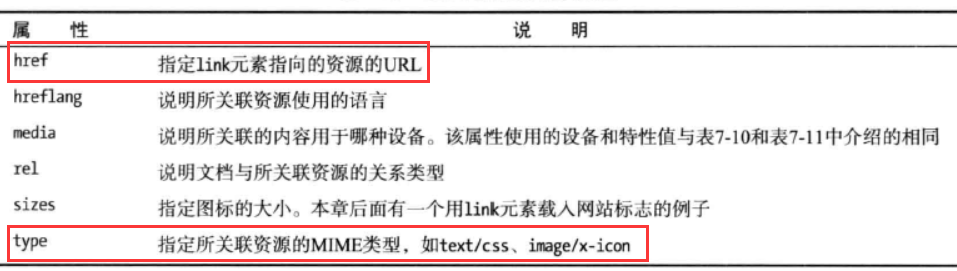 属 性 说 明
href 指定link元素指向的资源的URL
hreflang 说明所关联资源使用的语言
media 说明所关联的内容用于哪种设备。该属性使用的设备和特性值与表7-10和表7-11中介绍的相同
rel 说明文档与所关联资源的关系类型
sizes 指定图标的大小。本章后面有一个用link元素载入网站标志的例子
type 指定所关联资源的MIME类型，如text/css、image/x-icon